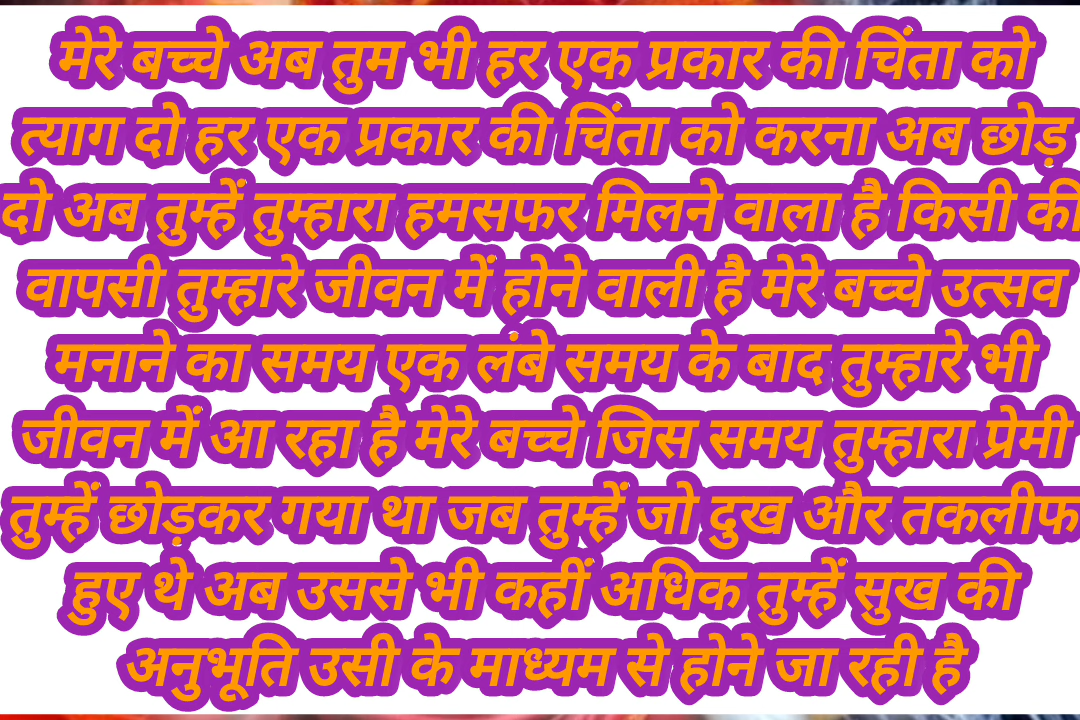 मेरे बच्चे अब तुम भी हर एक प्रकार की चिंता को
त्याग दो हर एक प्रकार की चिंता को करना अब छोड़
दो अब तुम्हें तुम्हारा हमसफर मिलने वाला है किसी की
वापसी तुम्हारे जीवन में होने वाली है मेरे बच्चे उत्सव
मनाने का समय एक लंबे समय के बाद तुम्हारे भी
जीवन में आ रहा है मेरे बच्चे जिस समय तुम्हारा प्रेमी
तुम्हें छोड़कर गया था जब तुम्हें जो दुख और तकलीफ
हुए थे अब उससे भी कहीं अधिक तुम्हें सुख की
अनुभूति उसी के माध्यम से होने जा रही है